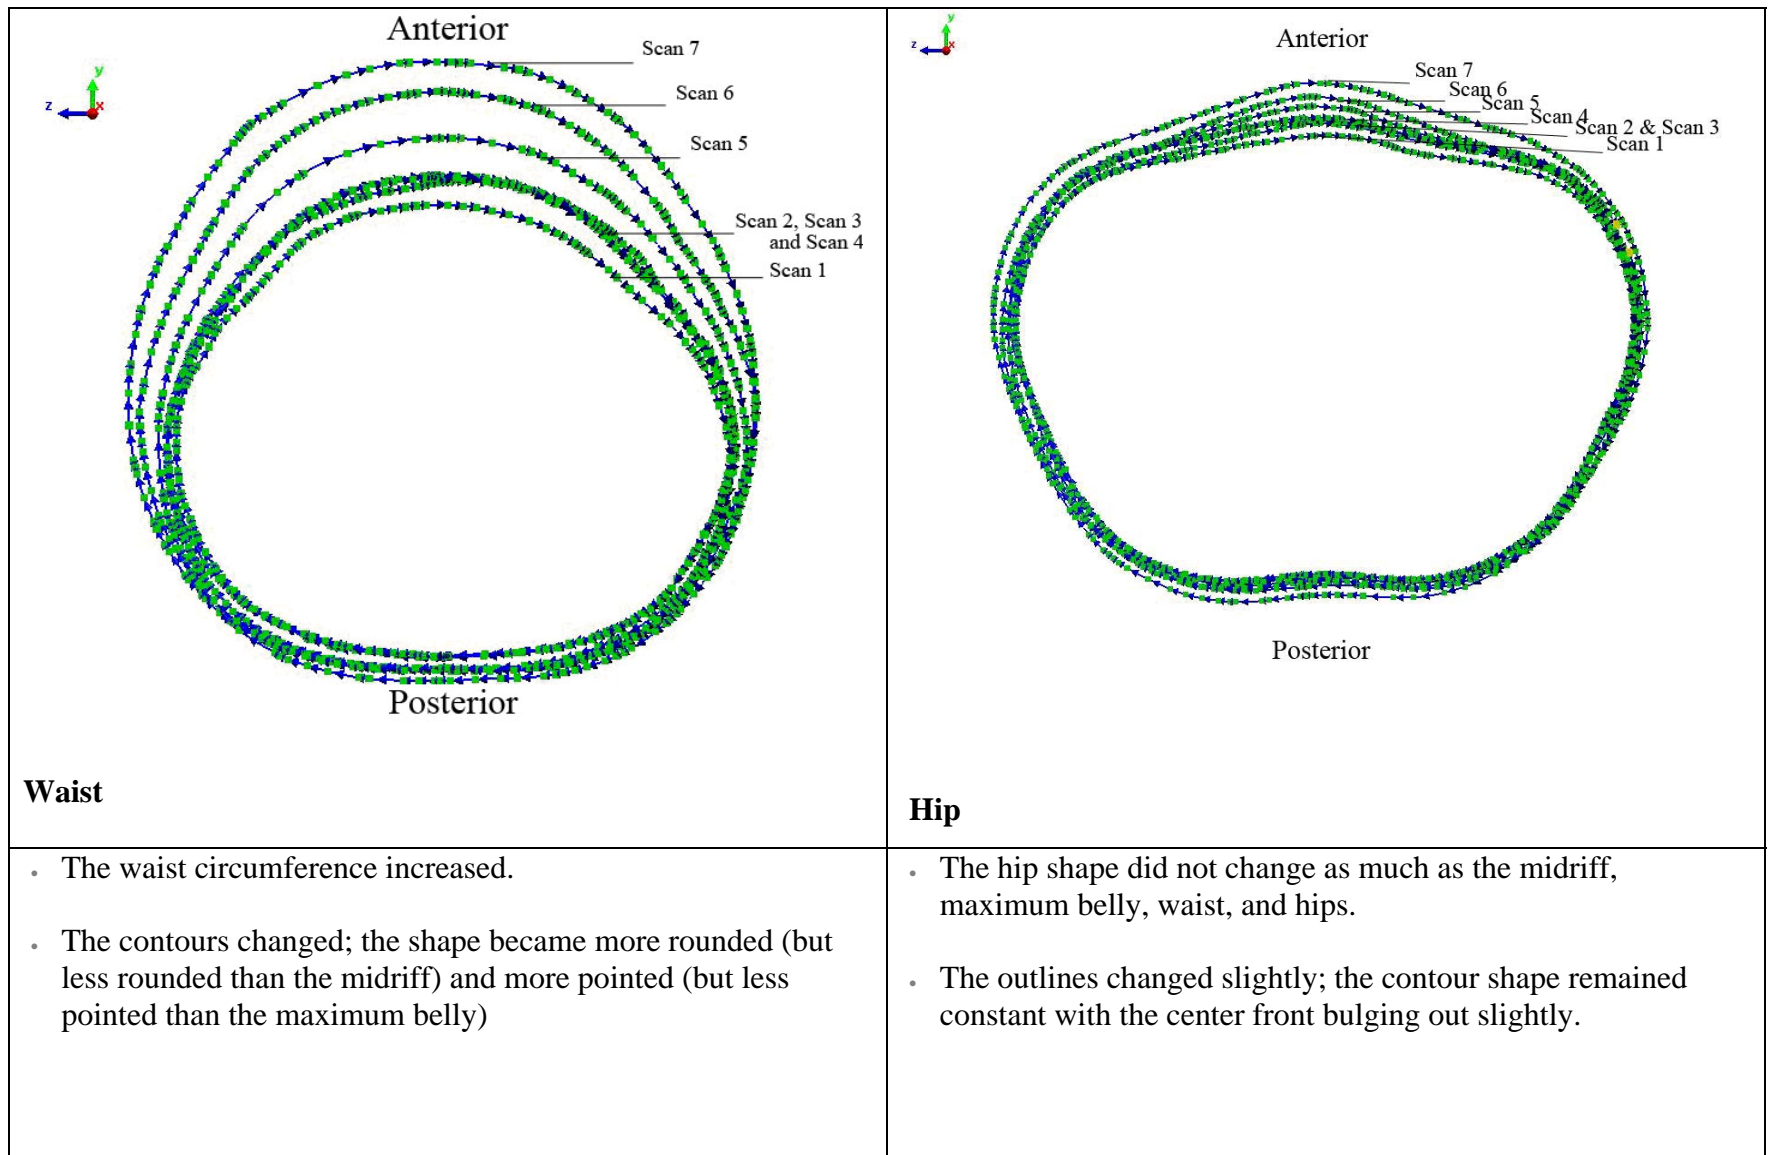 Anterior
Scan 7
Scan 6
Scan 5
Scan 2, Scan 3
and Scan 4
Scan 1
y
z
x
Posterior
Waist
y
z
x
Anterior
Scan 7
Scan 6
Scan 5
Scan 4
Scan 2 & Scan 3
Scan 1
Posterior
Hip
• The waist circumference increased.
• The contours changed; the shape became more rounded (but
less rounded than the midriff) and more pointed (but less
pointed than the maximum belly)
• The hip shape did not change as much as the midriff,
maximum belly, waist, and hips.
• The outlines changed slightly; the contour shape remained
constant with the center front bulging out slightly.